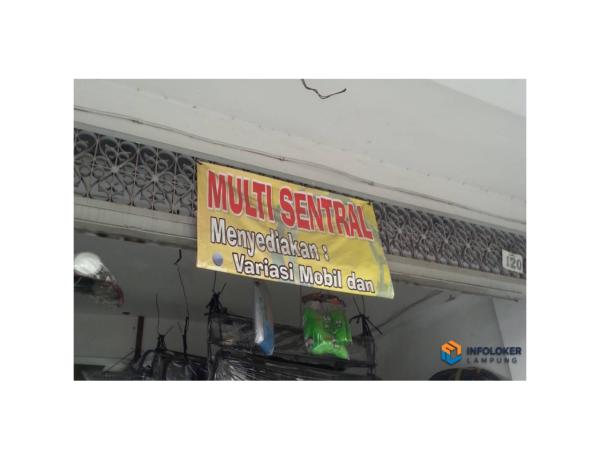 MULTI SENTRAL
Menyediakan :
Variasi Mobil dan
120
INFOLOKER
LAMPUNG